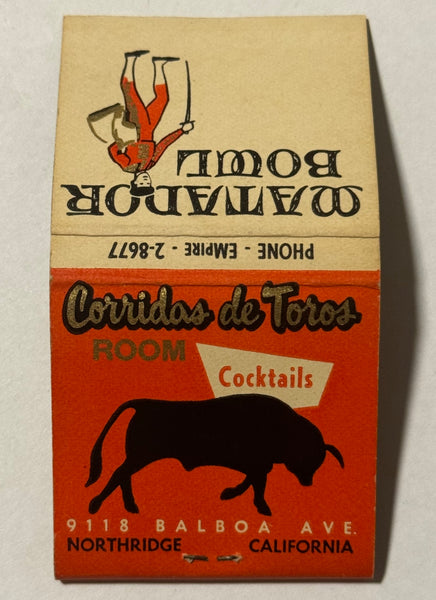 MATADOR
BOWL
PHONE - EMPIRE - 2-8677
Corridas de Toros
ROOM
Cocktails
9118 BALBOA AVE.
NORTHRIDGE CALIFORNIA